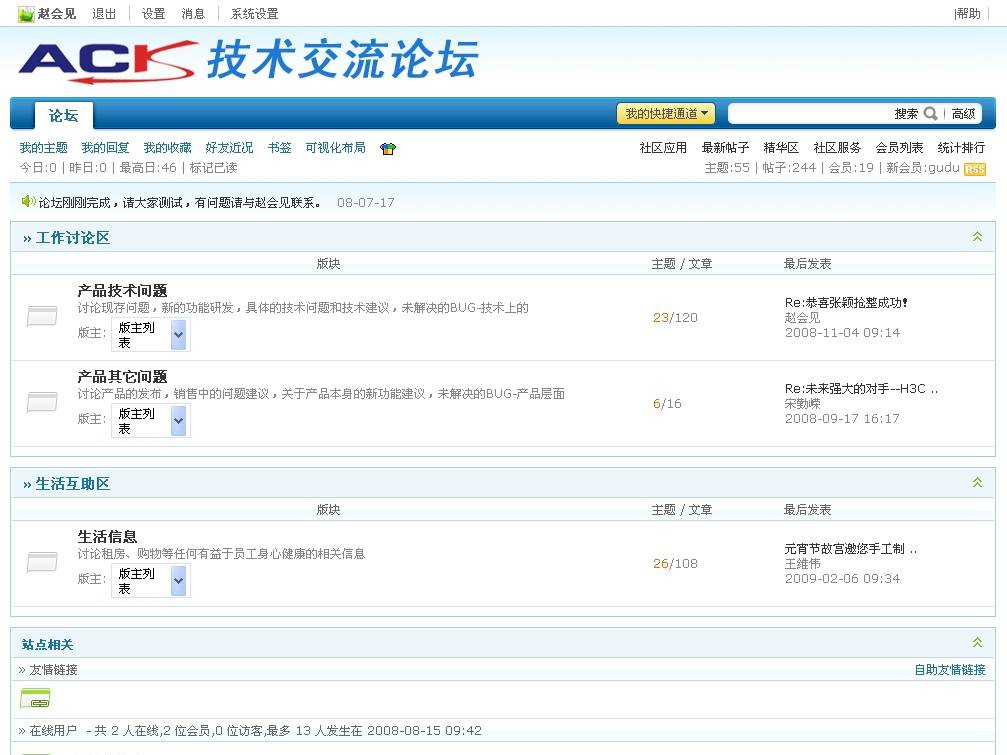 赵会见 退出 设置 消息 系统设置 |帮助
ACK 技术交流论坛
论坛 我的快捷通道 搜索 高级
我的主题 我的回复 我的收藏 好友近况 书签 可视化布局 社区应用 最新帖子 精华区 社区服务 会员列表 统计排行
今日:0 | 昨日:0 | 最高日:46 | 标记已读 主题:55 | 帖子:244 | 会员:19 | 新会员:gudu RSS
论坛刚刚完成，请大家测试，有问题请与赵会见联系。 08-07-17
» 工作讨论区
版块 主题 / 文章 最后发表
产品技术问题
讨论现存问题，新的功能研发，具体的技术问题和技术建议，未解决的BUG-技术上的
版主: 版主列表
23/120
Re:恭喜张颖抢整成功!
赵会见
2008-11-04 09:14
产品其它问题
讨论产品的发布，销售中的问题建议，关于产品本身的新功能建议，未解决的BUG-产品层面
版主: 版主列表
6/16
Re:未来强大的对手--H3C ..
宋勤嵘
2008-09-17 16:17
» 生活互助区
版块 主题 / 文章 最后发表
生活信息
讨论租房、购物等任何有益于员工身心健康的相关信息
版主: 版主列表
26/108
元宵节故宫邀您手工制 ..
王维伟
2009-02-06 09:34
站点相关
» 友情链接 自助友情链接
» 在线用户 - 共 2 人在线,2 位会员,0 位访客,最多 13 人发生在 2008-08-15 09:42